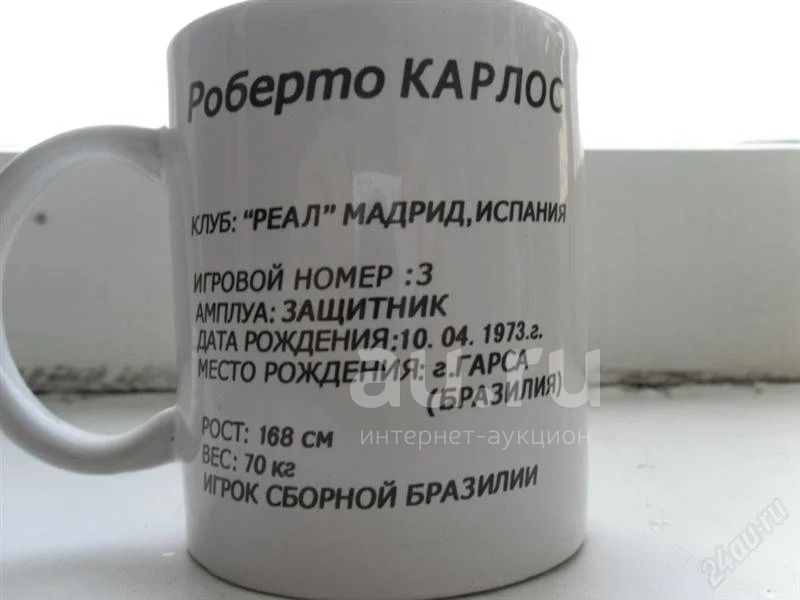 Роберто КАРЛОС
КЛУБ: "РЕАЛ" МАДРИД, ИСПАНИЯ
ИГРОВОЙ НОМЕР :3
АМПЛУА: ЗАЩИТНИК
ДАТА РОЖДЕНИЯ:10. 04. 1973.г.
МЕСТО РОЖДЕНИЯ: г.ГАРСА
(БРАЗИЛИЯ)
РОСТ: 168 см
ВЕС: 70 кг
ИГРОК СБОРНОЙ БРАЗИЛИИ
au.ru
интернет-аукцион
24au.ru